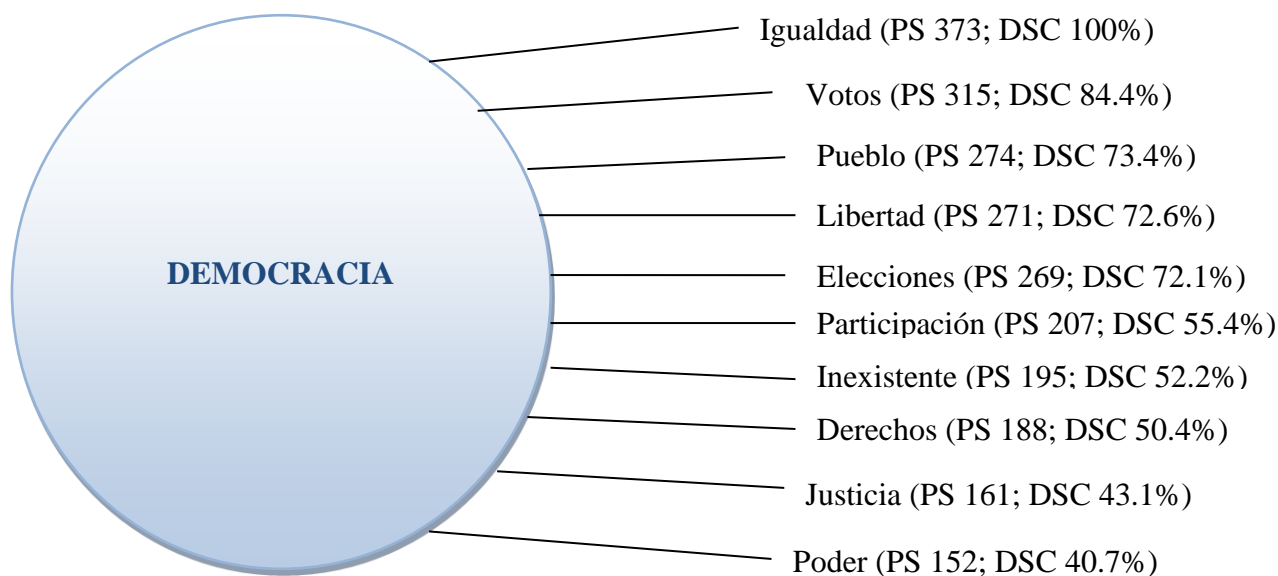 Igualdad (PS 373; DSC 100%)
Votos (PS 315; DSC 84.4%)
Pueblo (PS 274; DSC 73.4%)
Libertad (PS 271; DSC 72.6%)
DEMOCRACIA
Elecciones (PS 269; DSC 72.1%)
Participación (PS 207; DSC 55.4%)
Inexistente (PS 195; DSC 52.2%)
Derechos (PS 188; DSC 50.4%)
Justicia (PS 161; DSC 43.1%)
Poder (PS 152; DSC 40.7%)